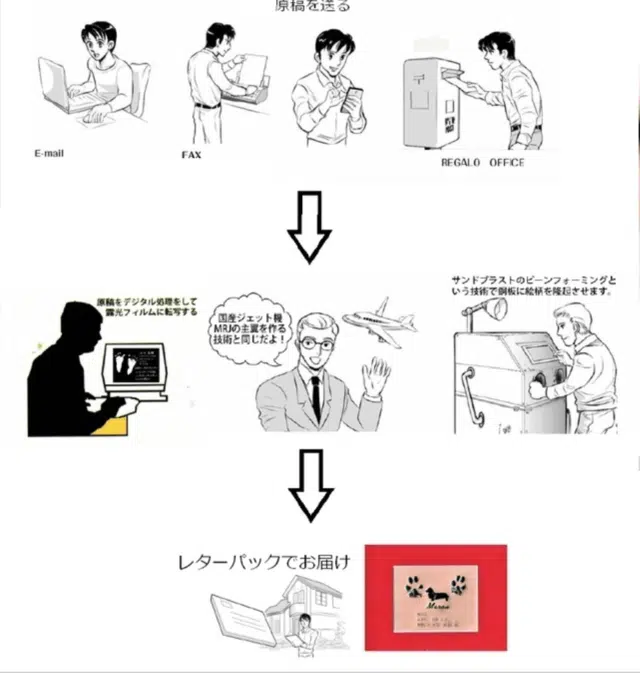 原稿を送る
E-mail
FAX
REGALO OFFICE
原稿をデジタル処理をして
露光フィルムに転写する
国産ジェット機
MRJの主翼を作る
技術と同じだよ！
サンドブラストのピーンフォーミングと
いう技術で銅板に絵柄を隆起させます。
レターパックでお届け